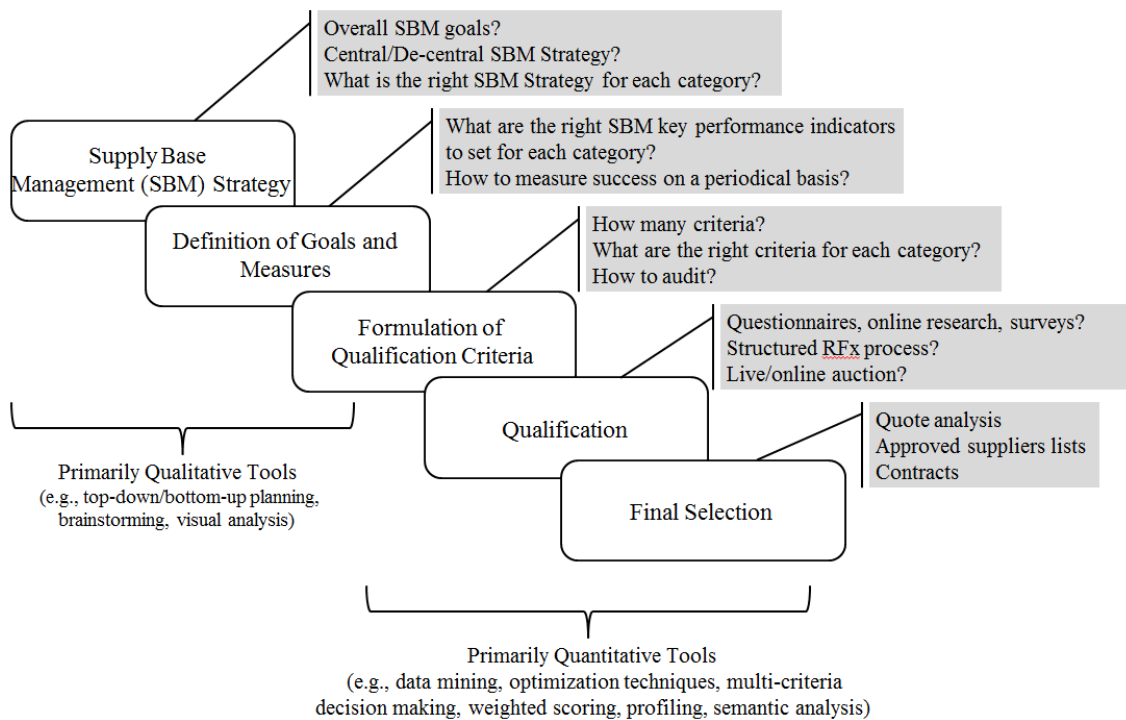 Overall SBM goals?
Central/De-central SBM Strategy?
What is the right SBM Strategy for each category?
Supply Base
Management (SBM) Strategy
What are the right SBM key performance indicators
to set for each category?
How to measure success on a periodical basis?
Definition of Goals and
Measures
How many criteria?
What are the right criteria for each category?
How to audit?
Formulation of
Qualification Criteria
Questionnaires, online research, surveys?
Structured RFx process?
Live/online auction?
Qualification
Quote analysis
Approved suppliers lists
Contracts
Final Selection
Primarily Qualitative Tools
(e.g., top-down/bottom-up planning,
brainstorming, visual analysis)
Primarily Quantitative Tools
(e.g., data mining, optimization techniques, multi-criteria
decision making, weighted scoring, profiling, semantic analysis)